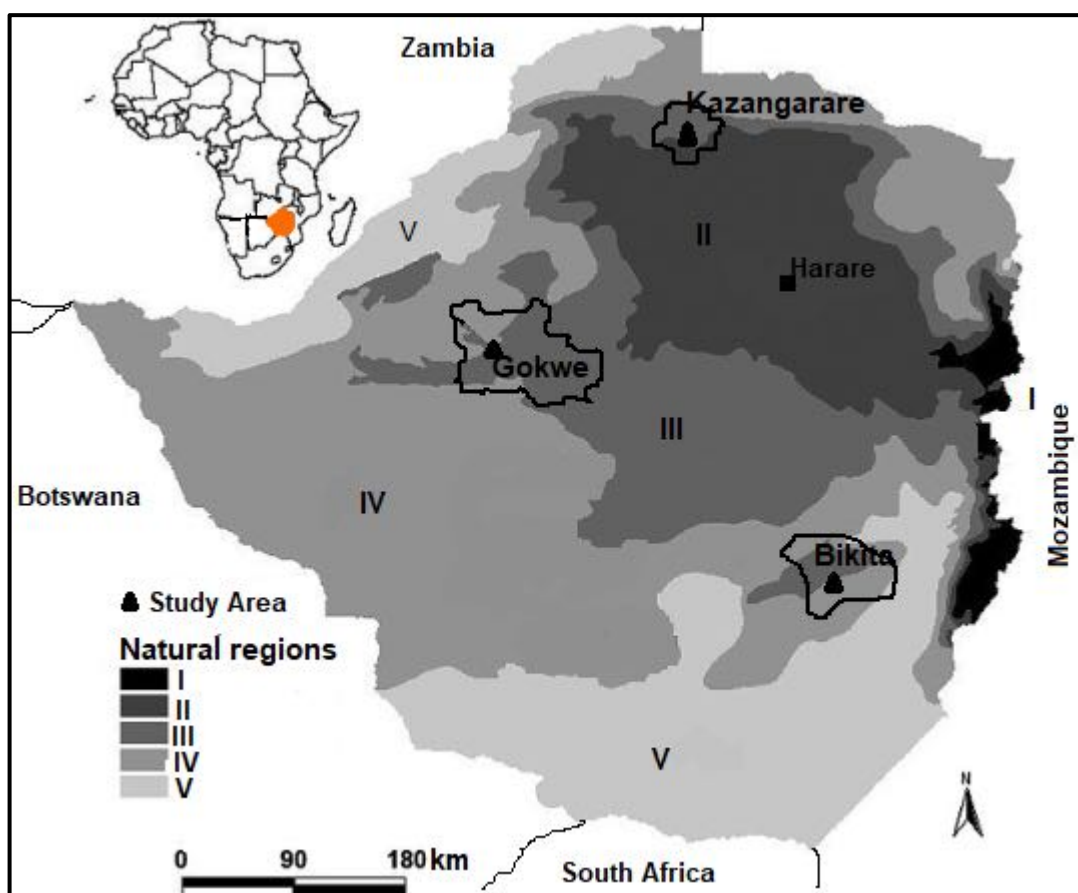 Zambia
Kazangarare
V
II
Harare
Gokwe
I
III
Mozambique
Botswana
IV
Bikita
Study Area
Natural regions
I
II
III
IV
V
V
N
0 90 180 km
South Africa